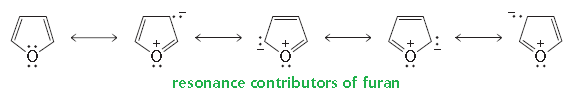 O O + − O + − O + O + − − O +
resonance contributors of furan